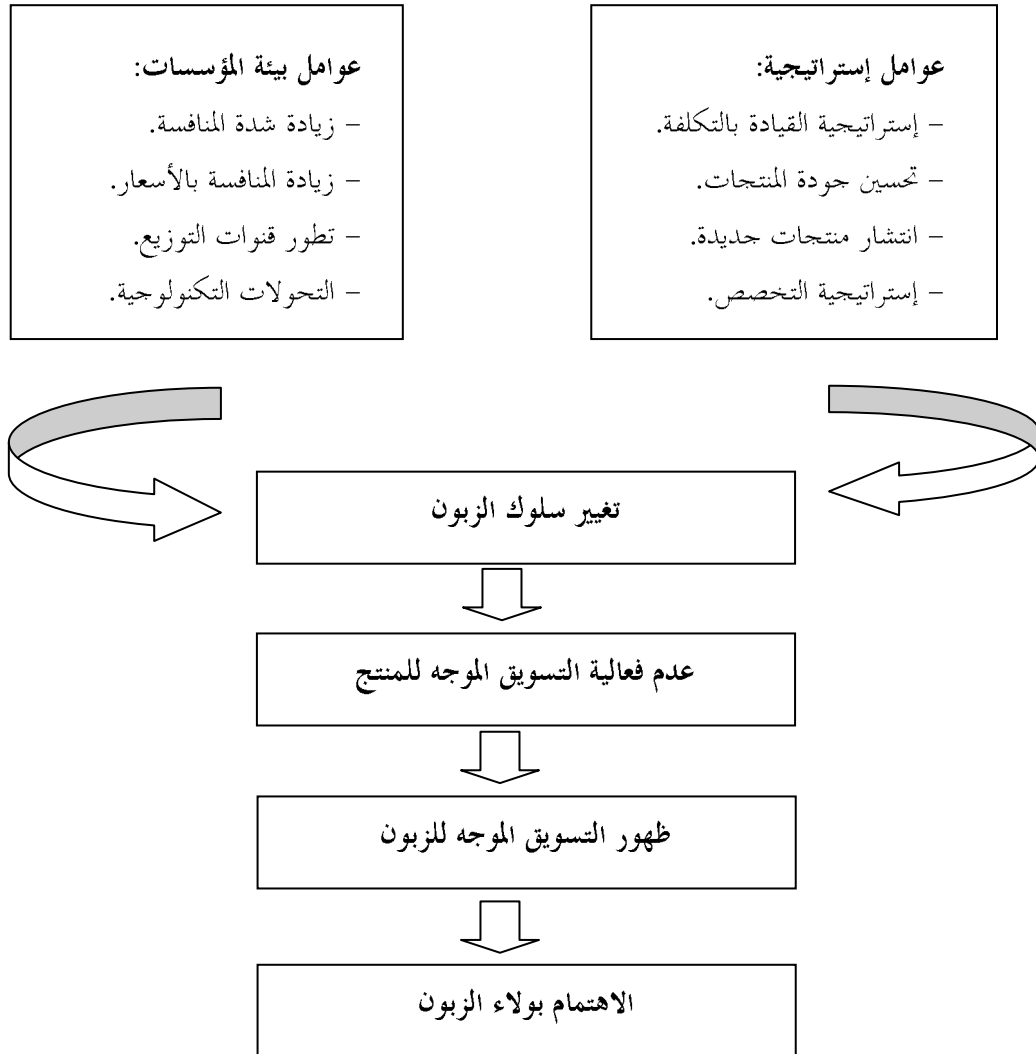 عوامل إستراتيجية:
– إستراتيجية القيادة بالتكلفة.
– تحسين جودة المنتجات.
– انتشار منتجات جديدة.
– إستراتيجية التخصص.
عوامل بيئة المؤسسات:
– زيادة شدة المنافسة.
– زيادة المنافسة بالأسعار.
– تطور قنوات التوزيع.
– التحولات التكنولوجية.
تغيير سلوك الزبون
عدم فعالية التسويق الموجه للمنتج
ظهور التسويق الموجه للزبون
الاهتمام بولاء الزبون